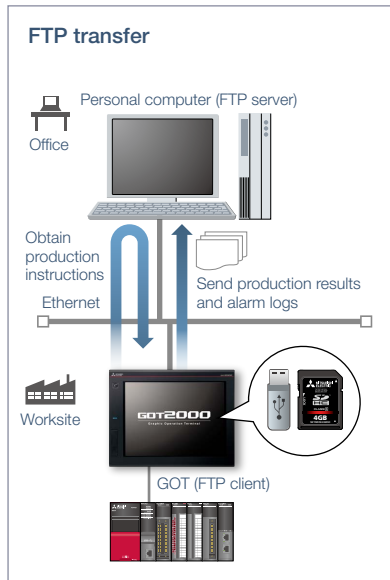 FTP transfer
Personal computer (FTP server)
Office
Obtain
production
instructions
Send production results
and alarm logs
Ethernet
GOT2000
Graphic Operation Terminal
Worksite
4GB
GOT (FTP client)